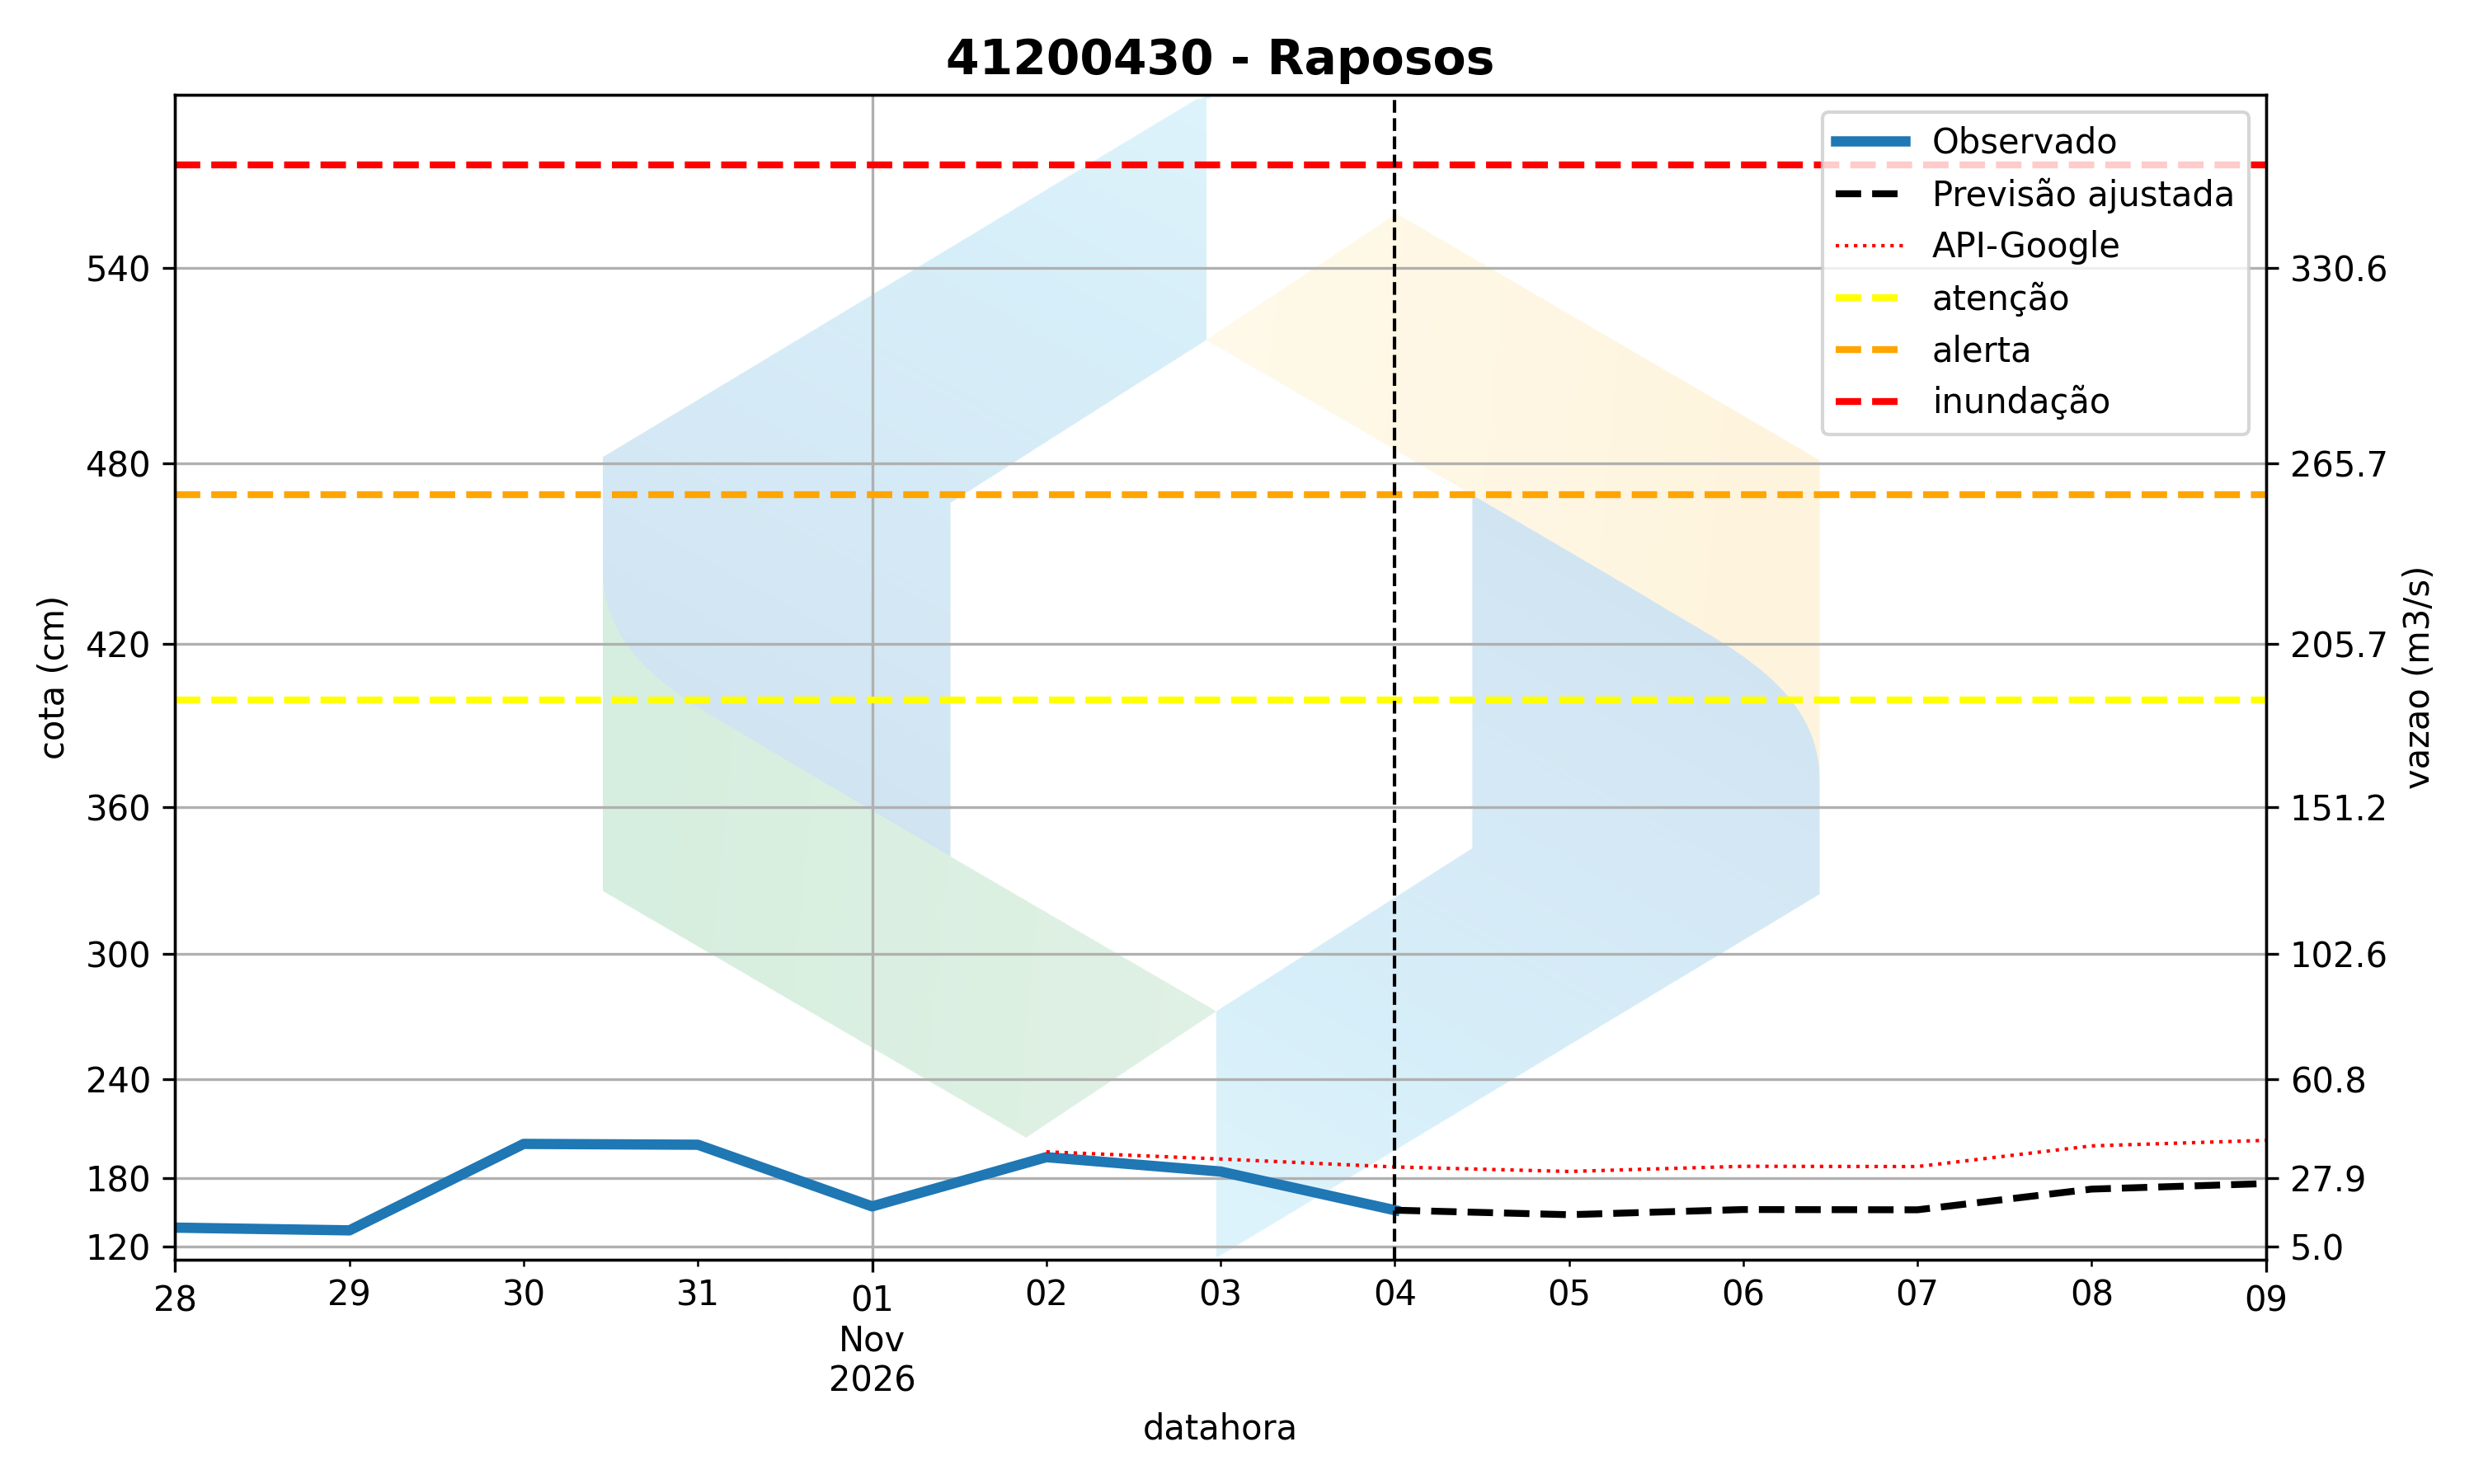 41200430 - Raposos
Observado
Previsão ajustada
API-Google
atenção
alerta
inundação
cota (cm)
540
480
420
360
300
240
180
120
vazao (m3/s)
330.6
265.7
205.7
151.2
102.6
60.8
27.9
5.0
28 29 30 31 01 02 03 04 05 06 07 08 09
Nov
2026
datahora